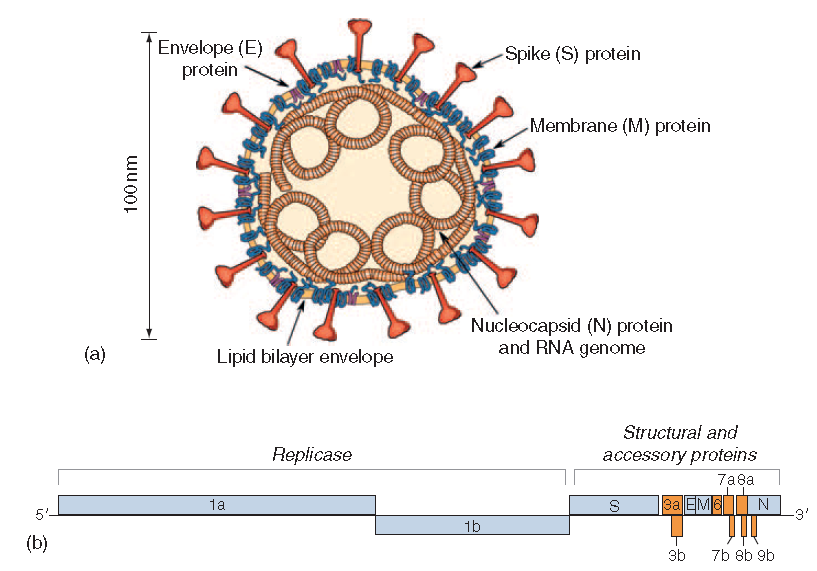 Envelope (E)
protein
Spike (S) protein
Membrane (M) protein
100 nm
Nucleocapsid (N) protein
and RNA genome
Lipid bilayer envelope
(a)
Structural and
accessory proteins
Replicase
7a 8a
1a
S
3a
E
M
6
N
5′
3′
1b
(b)
3b
7b
8b
9b